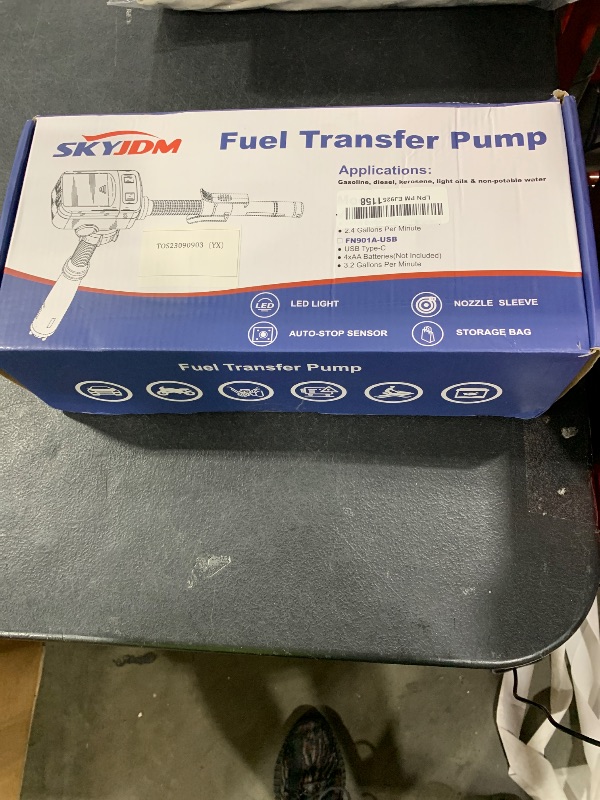 SKYJDM
Fuel Transfer Pump
Applications:
Gasoline, diesel, kerosene, light oils & non-potable water
1158
• 2.4 Gallons Per Minute
FN901A-USB
• USB Type-C
• 4xAA Batteries(Not Included)
• 3.2 Gallons Per Minute
TOS23090903 (YX)
LED
LED LIGHT
NOZZLE SLEEVE
AUTO-STOP SENSOR
STORAGE BAG
Fuel Transfer Pump